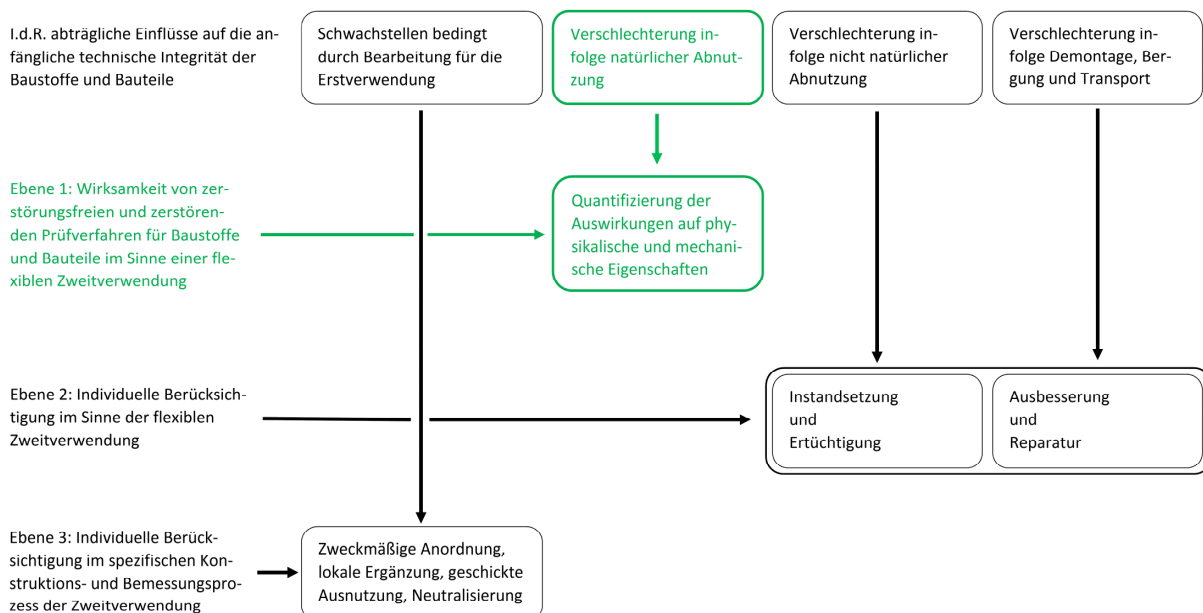 I.d.R. abträgliche Einflüsse auf die an-
fängliche technische Integrität der
Baustoffe und Bauteile
Schwachstellen bedingt
durch Bearbeitung für die
Erstverwendung
Verschlechterung in-
folge natürlicher Abnut-
zung
Verschlechterung in-
folge nicht natürlicher
Abnutzung
Verschlechterung in-
folge Demontage, Ber-
gung und Transport
Ebene 1: Wirksamkeit von zer-
störungsfreien und zerstören-
den Prüfverfahren für Baustoffe
und Bauteile im Sinne einer fle-
xiblen Zweitverwendung
Quantifizierung der
Auswirkungen auf phy-
sikalische und mechani-
sche Eigenschaften
Ebene 2: Individuelle Berücksich-
tigung im Sinne der flexiblen
Zweitverwendung
Instandsetzung
und
Ertüchtigung
Ausbesserung
und
Reparatur
Ebene 3: Individuelle Berück-
sichtigung im spezifischen Kon-
struktions- und Bemessungspro-
zess der Zweitverwendung
Zweckmäßige Anordnung,
lokale Ergänzung, geschickte
Ausnutzung, Neutralisierung